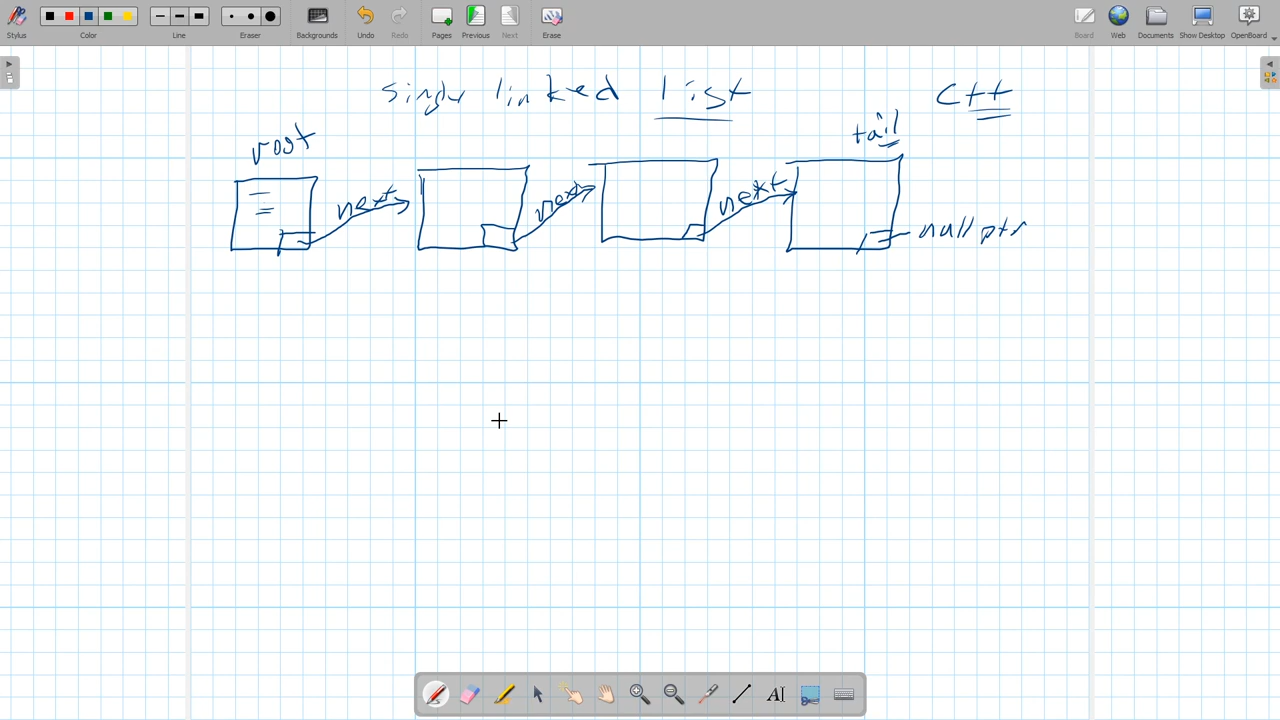 Stylus Color Line Eraser Backgrounds Undo Redo Pages Previous Next Erase Board Web Documents Show Desktop OpenBoard
linked list C++
root tail
next next next
nullptr
AI